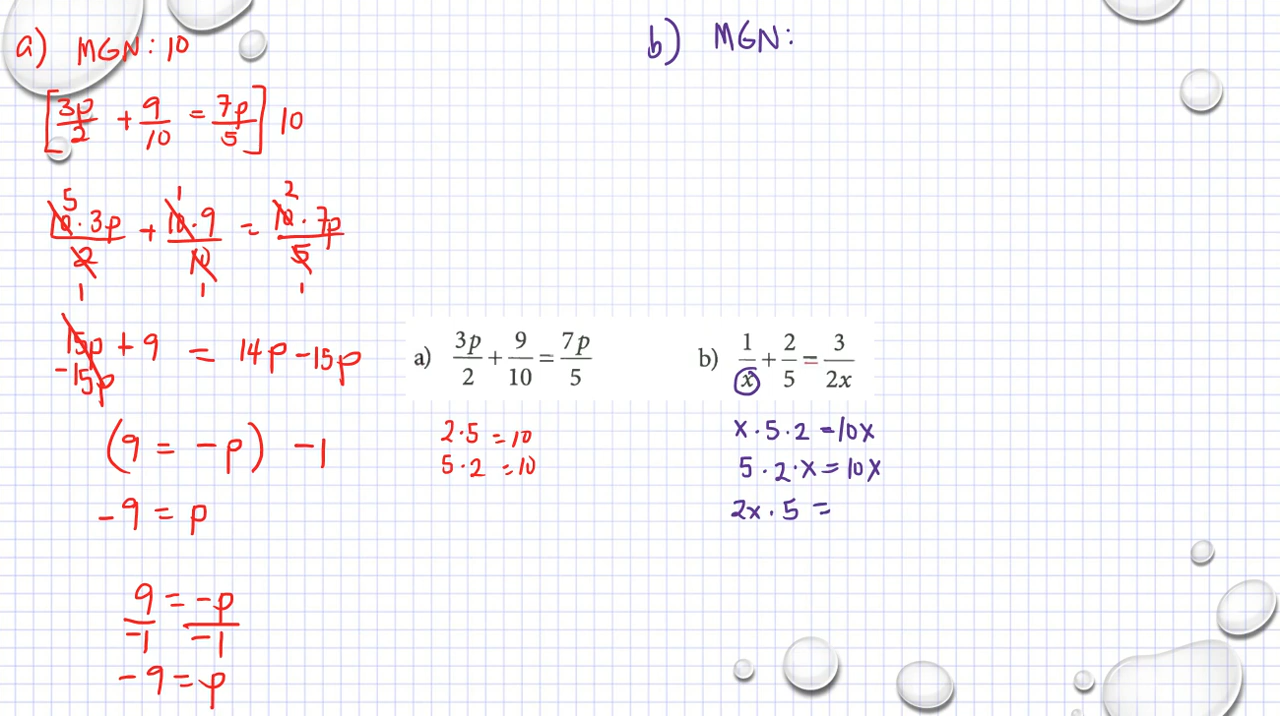 a) MGN: 10
[3p/2 + 9/10 = 7p/5] 10
5 1 2
10 · 3p/2 + 10 · 9/10 = 10 · 7p/5
1 1 1
15p + 9 = 14p - 15p
-15p
(9 = -p) -1
-9 = p
9/-1 = -p/-1
-9 = p
b) MGN:
a) 3p/2 + 9/10 = 7p/5
b) 1/x + 2/5 = 3/2x
2 · 5 = 10
5 · 2 = 10
x · 5 · 2 = 10x
5 · 2 · x = 10x
2x · 5 =